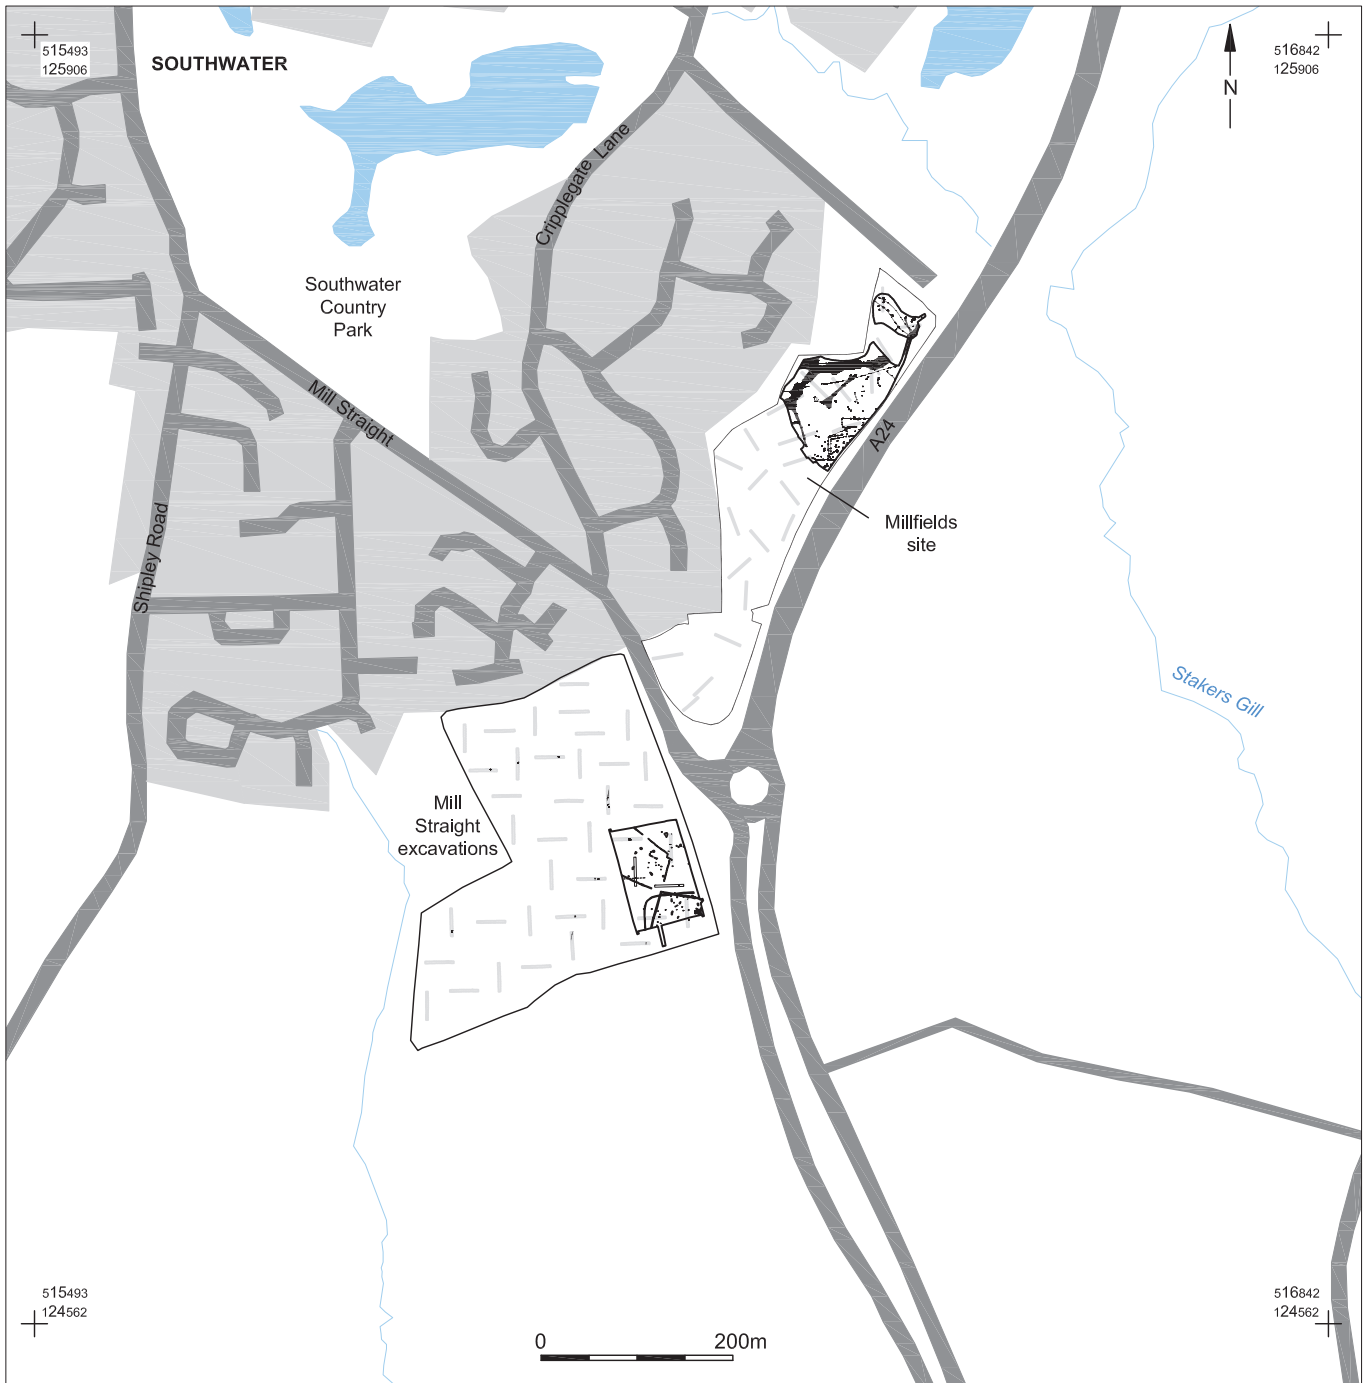 515493
125906
SOUTHWATER
516842
125906
N
Cripplegate Lane
Southwater
Country
Park
Mill Straight
A24
Millfields
site
Shipley Road
Stakers Gill
Mill
Straight
excavations
515493
124562
516842
124562
0 200m